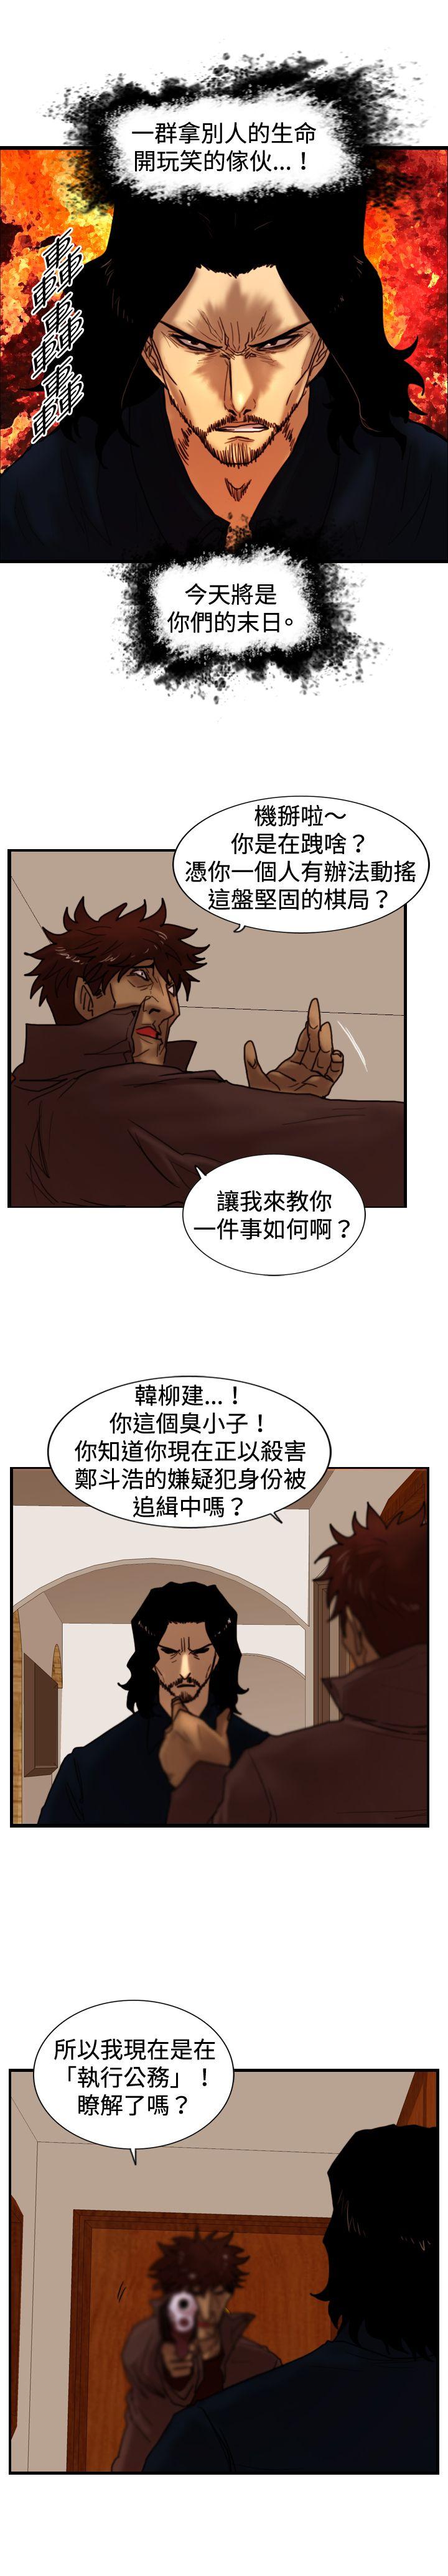 一群拿別人的生命
開玩笑的傢伙...！
轟轟轟
今天將是
你們的末日。
機掰啦～
你是在跩啥？
憑你一個人有辦法動搖
這盤堅固的棋局？
讓我來教你
一件事如何啊？
韓柳建...！
你這個臭小子！
你知道你現在正以殺害
鄭斗浩的嫌疑犯身份被
追緝中嗎？
所以我現在是在
「執行公務」！
瞭解了嗎？